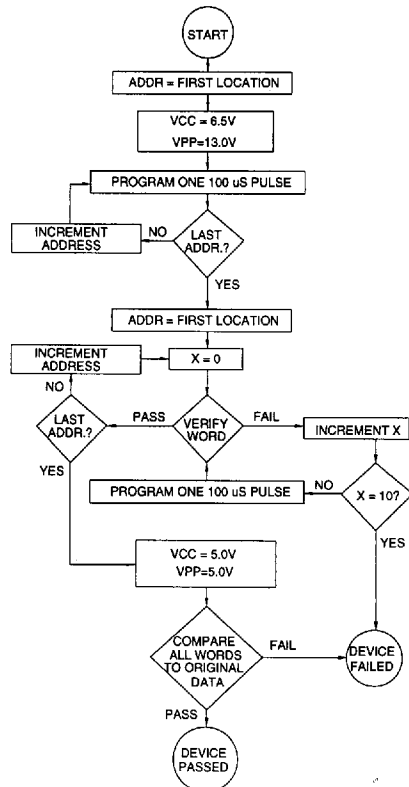 START
ADDR = FIRST LOCATION
VCC = 6.5V
VPP=13.0V
PROGRAM ONE 100 uS PULSE
INCREMENT
ADDRESS
NO
LAST
ADDR.?
YES
ADDR = FIRST LOCATION
INCREMENT
ADDRESS
X = 0
NO
LAST
ADDR.?
PASS
VERIFY
WORD
FAIL
INCREMENT X
YES
PROGRAM ONE 100 uS PULSE
NO
X = 10?
YES
VCC = 5.0V
VPP=5.0V
COMPARE
ALL WORDS
TO ORIGINAL
DATA
FAIL
DEVICE
FAILED
PASS
DEVICE
PASSED